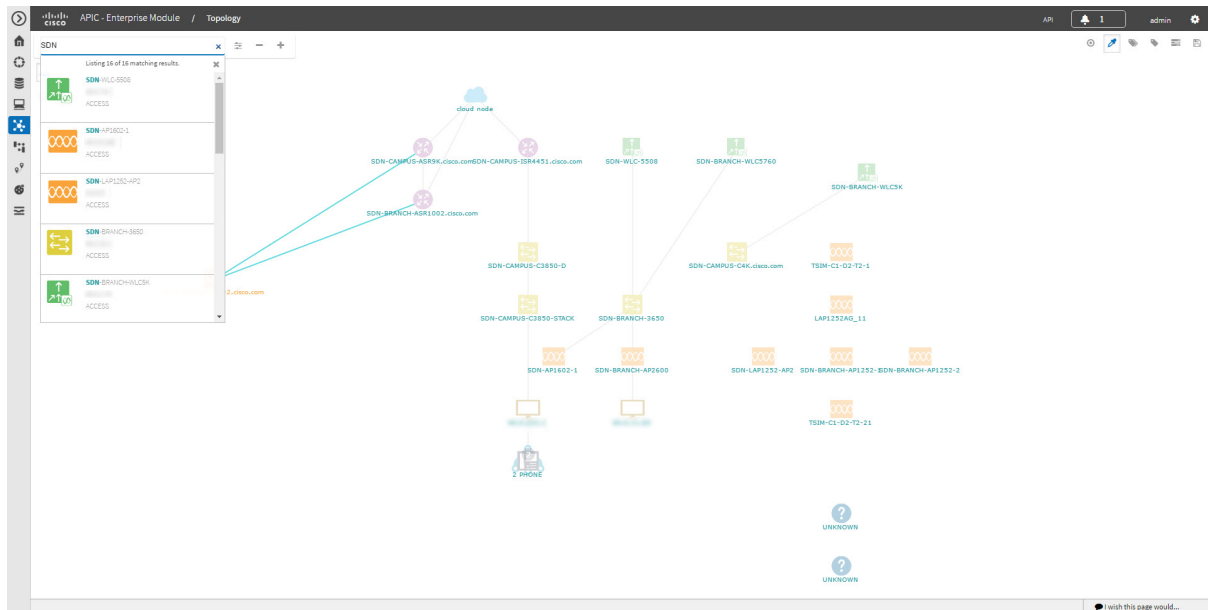 cisco APIC - Enterprise Module / Topology API 1 admin
SDN
Listing 16 of 16 matching results.
SDN-WLC-5508
ACCESS
SDN-AP1602-1
ACCESS
SDN-LAP1252-AP2
ACCESS
SDN-BRANCH-3650
ACCESS
SDN-BRANCH-WLC5K
ACCESS
cloud node
SDN-CAMPUS-ASR9K.cisco.com
SDN-CAMPUS-ISR4451.cisco.com
SDN-WLC-5508
SDN-BRANCH-WLC5760
SDN-BRANCH-WLC5K
SDN-BRANCH-ASR1002.cisco.com
SDN-CAMPUS-C3850-D
SDN-CAMPUS-C4K.cisco.com
TSIM-C1-D2-T2-1
2.cisco.com
SDN-CAMPUS-C3850-STACK
SDN-BRANCH-3650
LAP1252AG_11
SDN-AP1602-1
SDN-BRANCH-AP2600
SDN-LAP1252-AP2
SDN-BRANCH-AP1252-
SDN-BRANCH-AP1252-2
TSIM-C1-D2-T2-21
2 PHONE
UNKNOWN
UNKNOWN
I wish this page would...